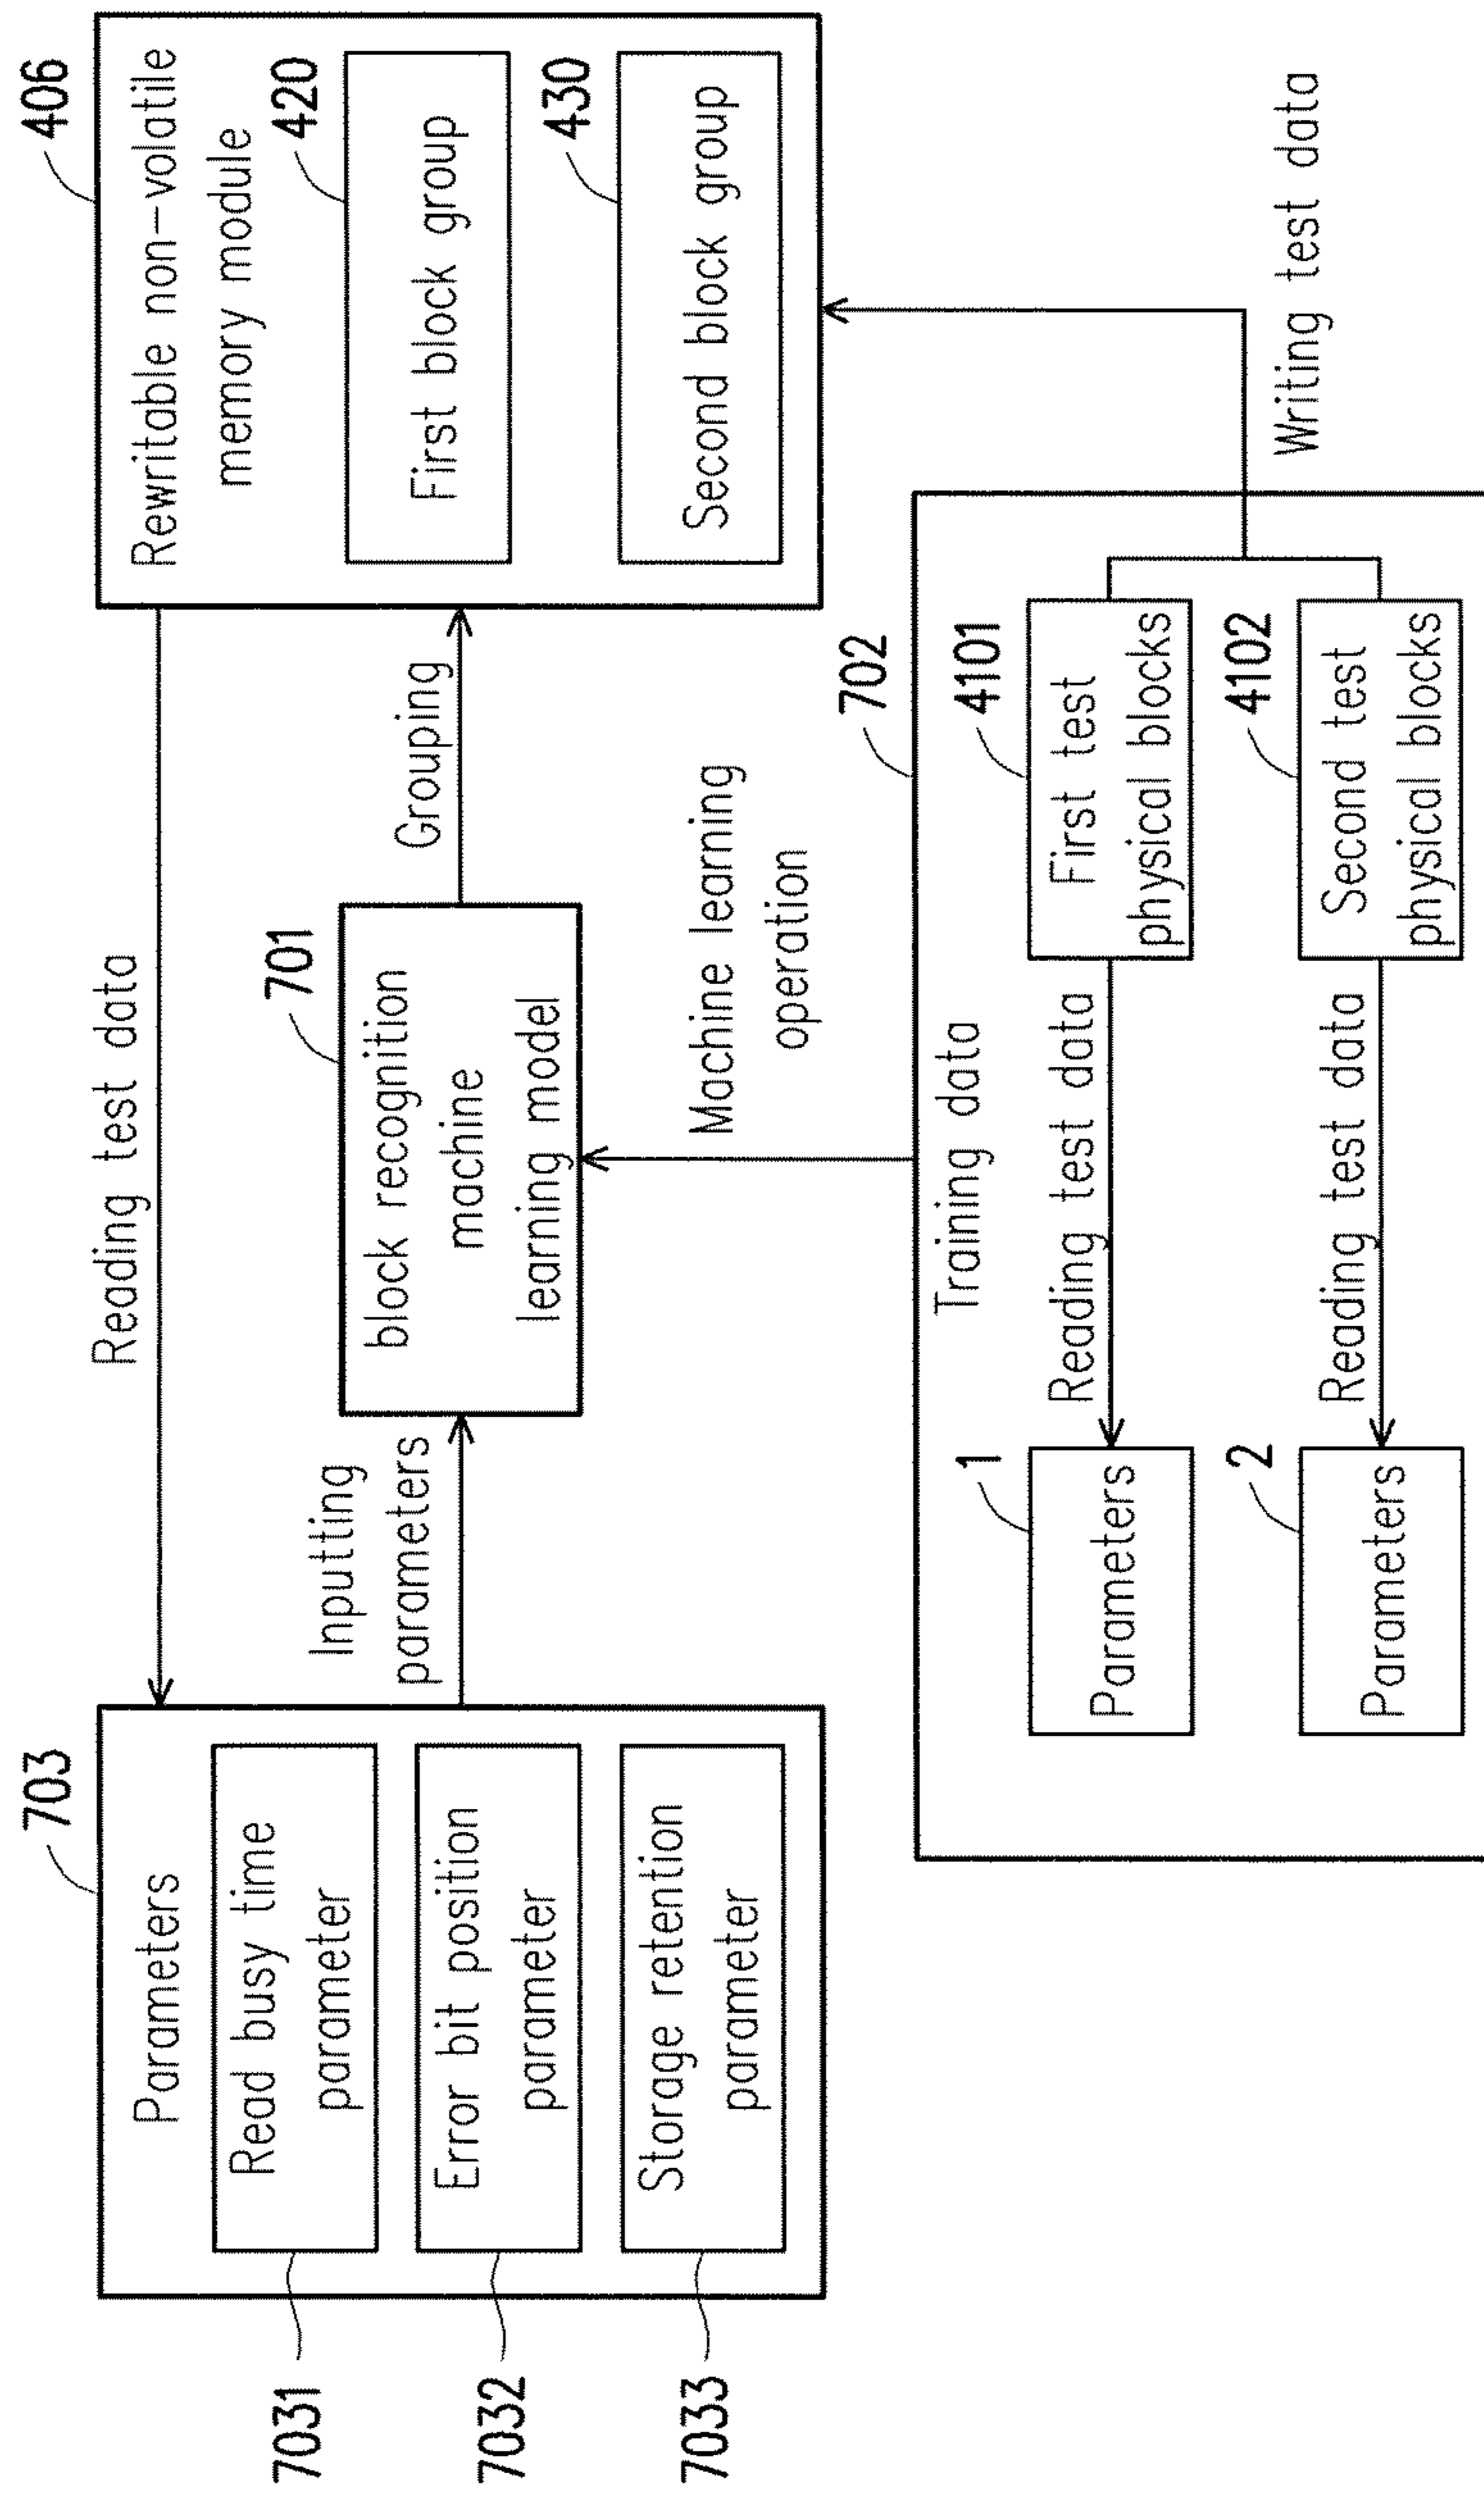 703
Parameters
7031
Read busy time
parameter
7032
Error bit position
parameter
7033
Storage retention
parameter
Reading test data
Inputting
parameters
701
block recognition
machine
learning model
Grouping
406
Rewritable non-volatile
memory module
420
First block group
430
Second block group
Machine learning
operation
702
Training data
1
Parameters
Reading test data
4101
First test
physical blocks
2
Parameters
Reading test data
4102
Second test
physical blocks
Writing test data